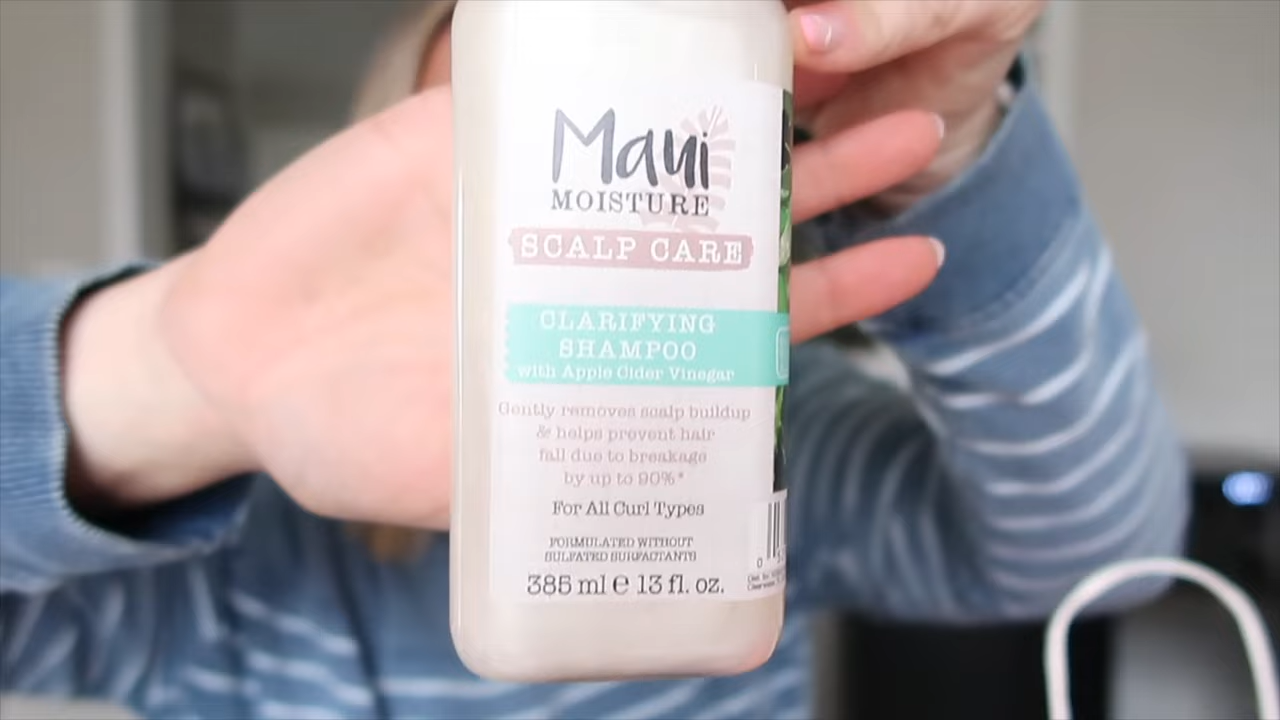 Maui
MOISTURE
SCALP CARE
CLARIFYING
SHAMPOO
with Apple Cider Vinegar
Gently removes scalp buildup
& helps prevent hair
fall due to breakage
by up to 90%*
For All Curl Types
FORMULATED WITHOUT
SULFATED SURFACTANTS
385 ml e 13 fl. oz.
0